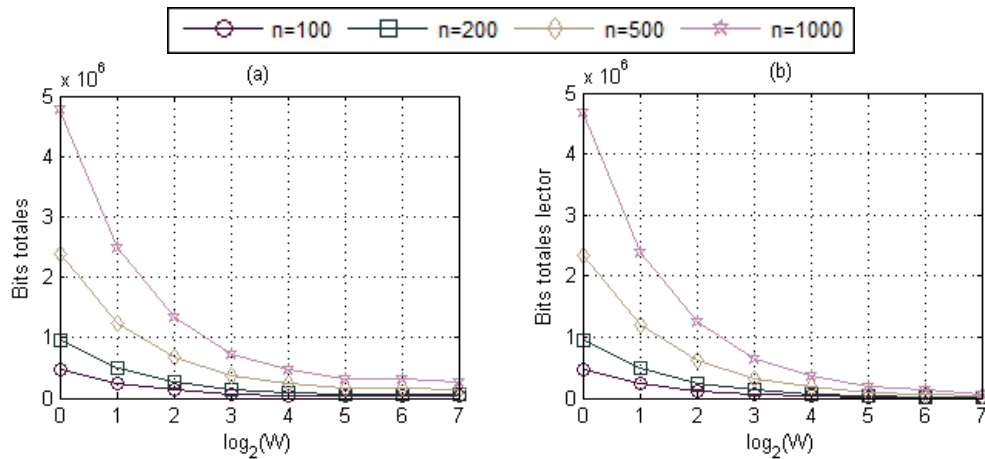 n=100 n=200 n=500 n=1000
(a)
x 10^6
5
4
3
2
1
0
Bits totales
0 1 2 3 4 5 6 7
log_2(W)
(b)
x 10^6
5
4
3
2
1
0
Bits totales lector
0 1 2 3 4 5 6 7
log_2(W)